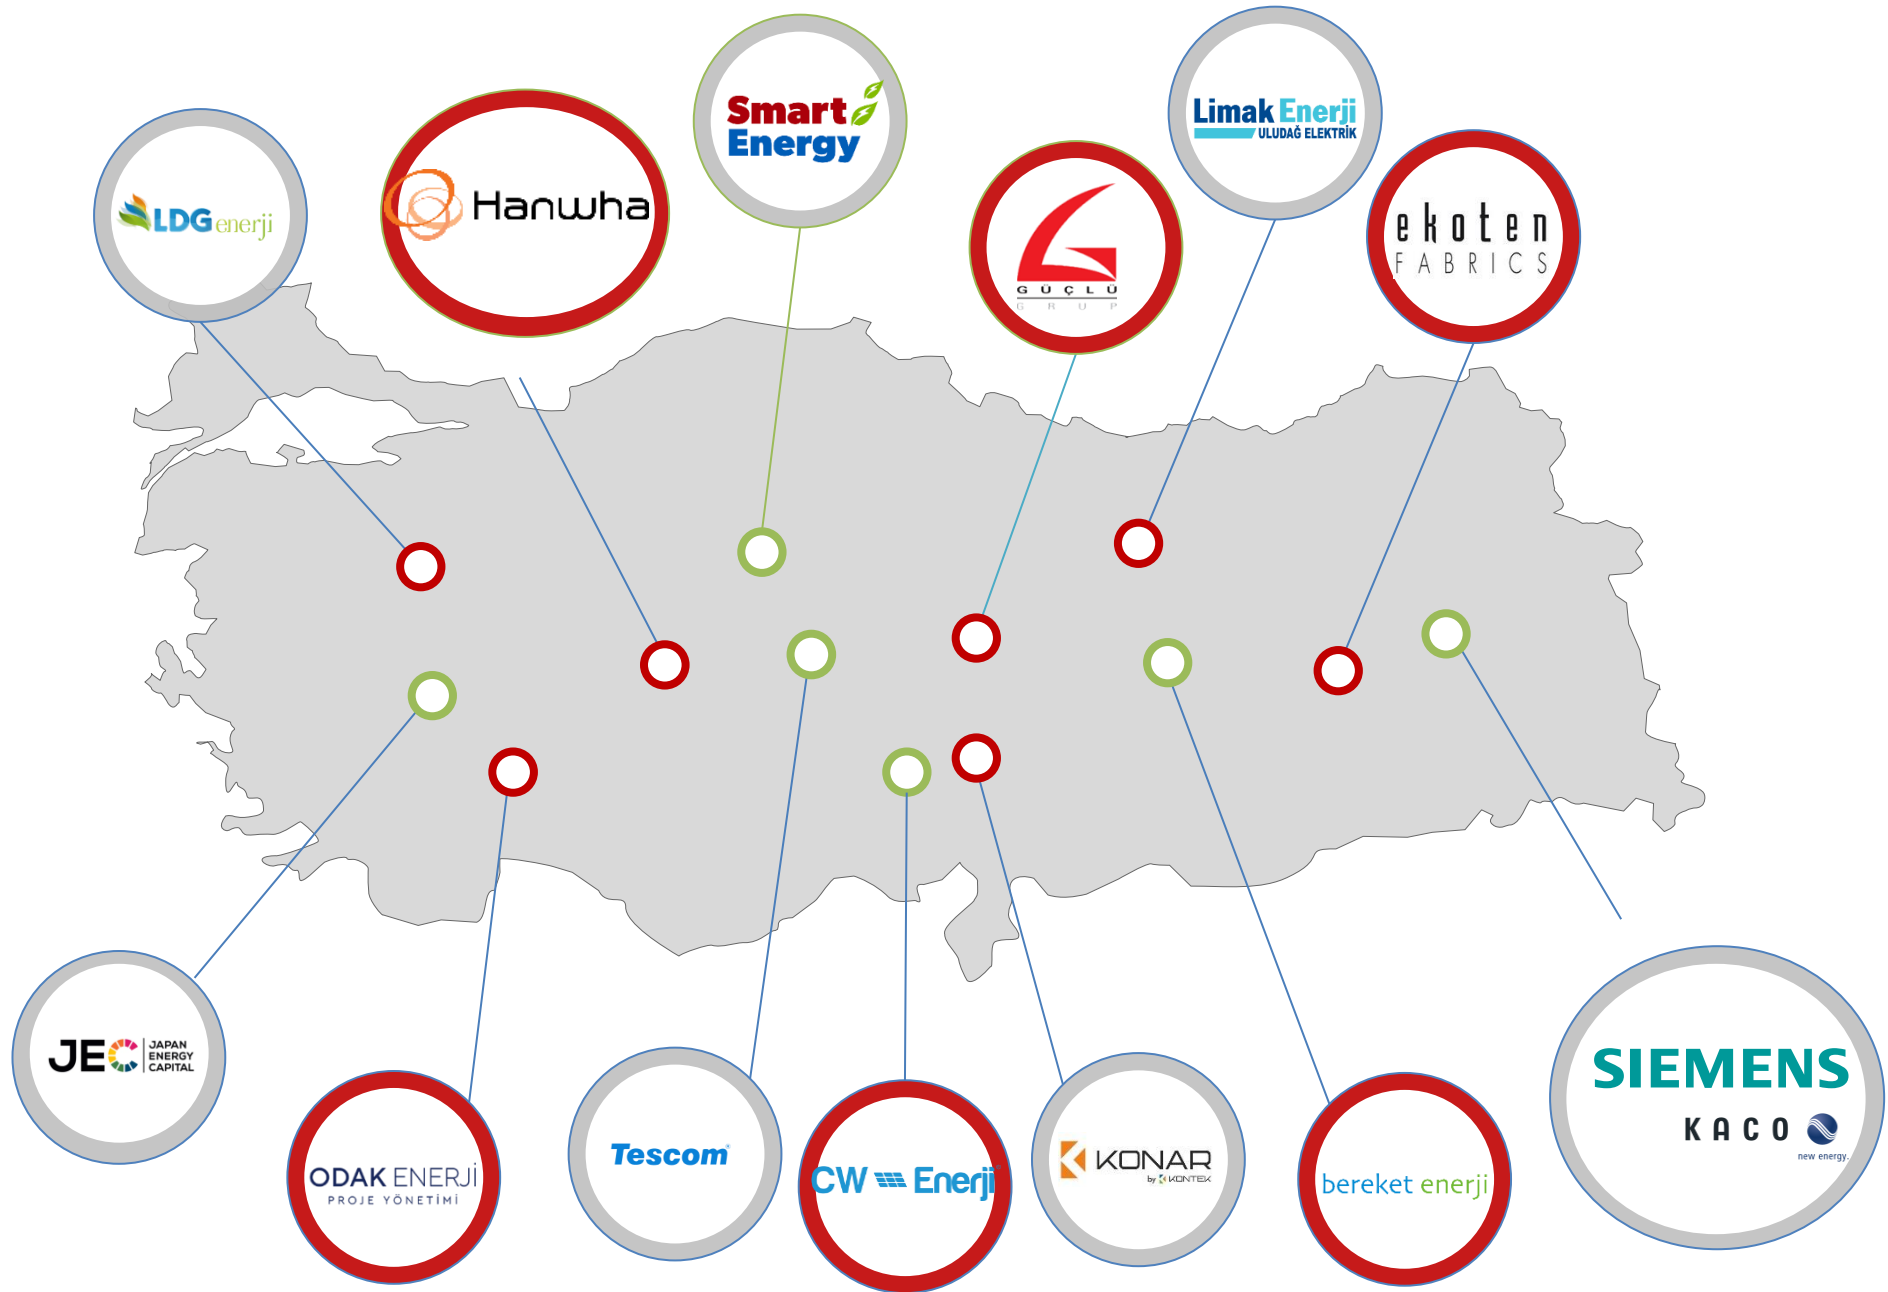 LDG enerji
Hanwha
Smart
Energy
GÜÇLÜ
GRUP
Limak Enerji
ULUDAĞ ELEKTRİK
ekoten
FABRICS
JEC
JAPAN
ENERGY
CAPITAL
ODAK ENERJİ
PROJE YÖNETİMİ
Tescom
CW Enerji
KONAR
by KONTEK
bereket enerji
SIEMENS
KACO
new energy.